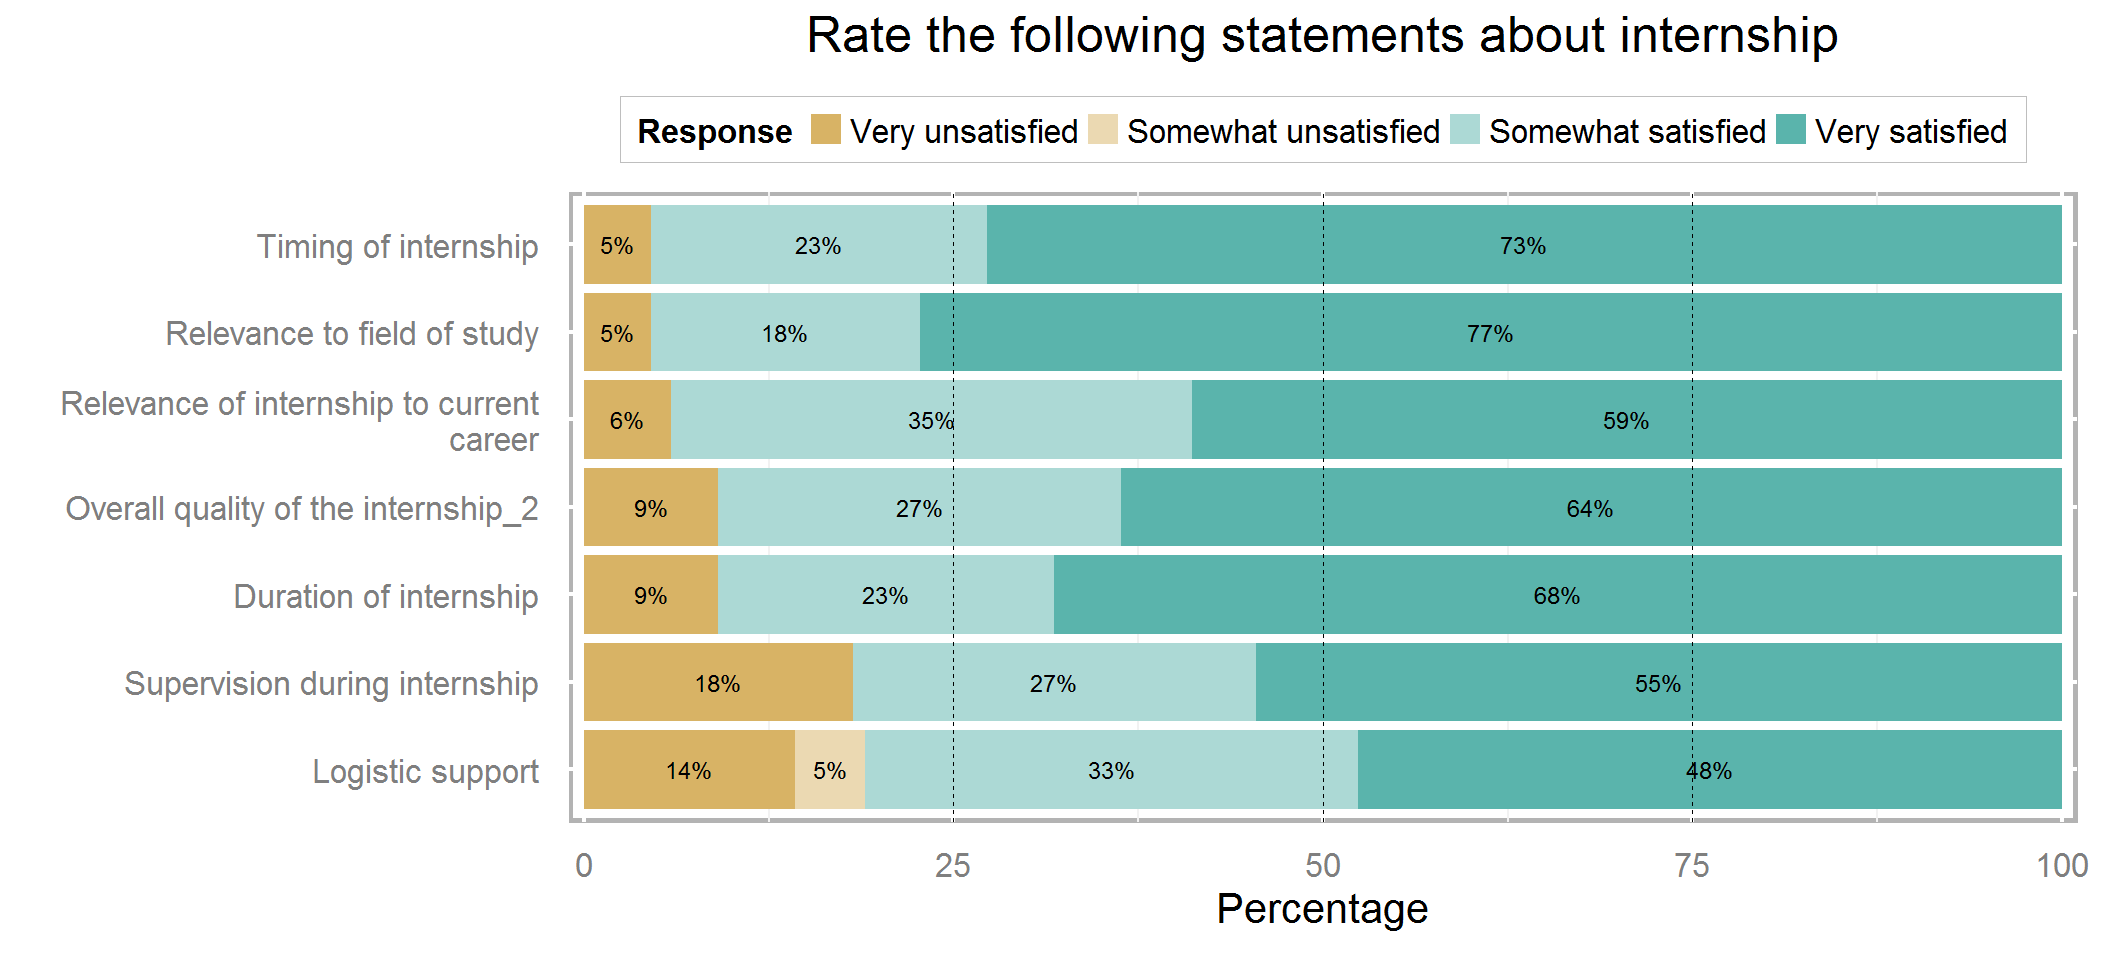 Rate the following statements about internship
Response Very unsatisfied Somewhat unsatisfied Somewhat satisfied Very satisfied
Timing of internship 5% 23% 73%
Relevance to field of study 5% 18% 77%
Relevance of internship to current
career 6% 35% 59%
Overall quality of the internship_2 9% 27% 64%
Duration of internship 9% 23% 68%
Supervision during internship 18% 27% 55%
Logistic support 14% 5% 33% 48%
0 25 50 75 100
Percentage